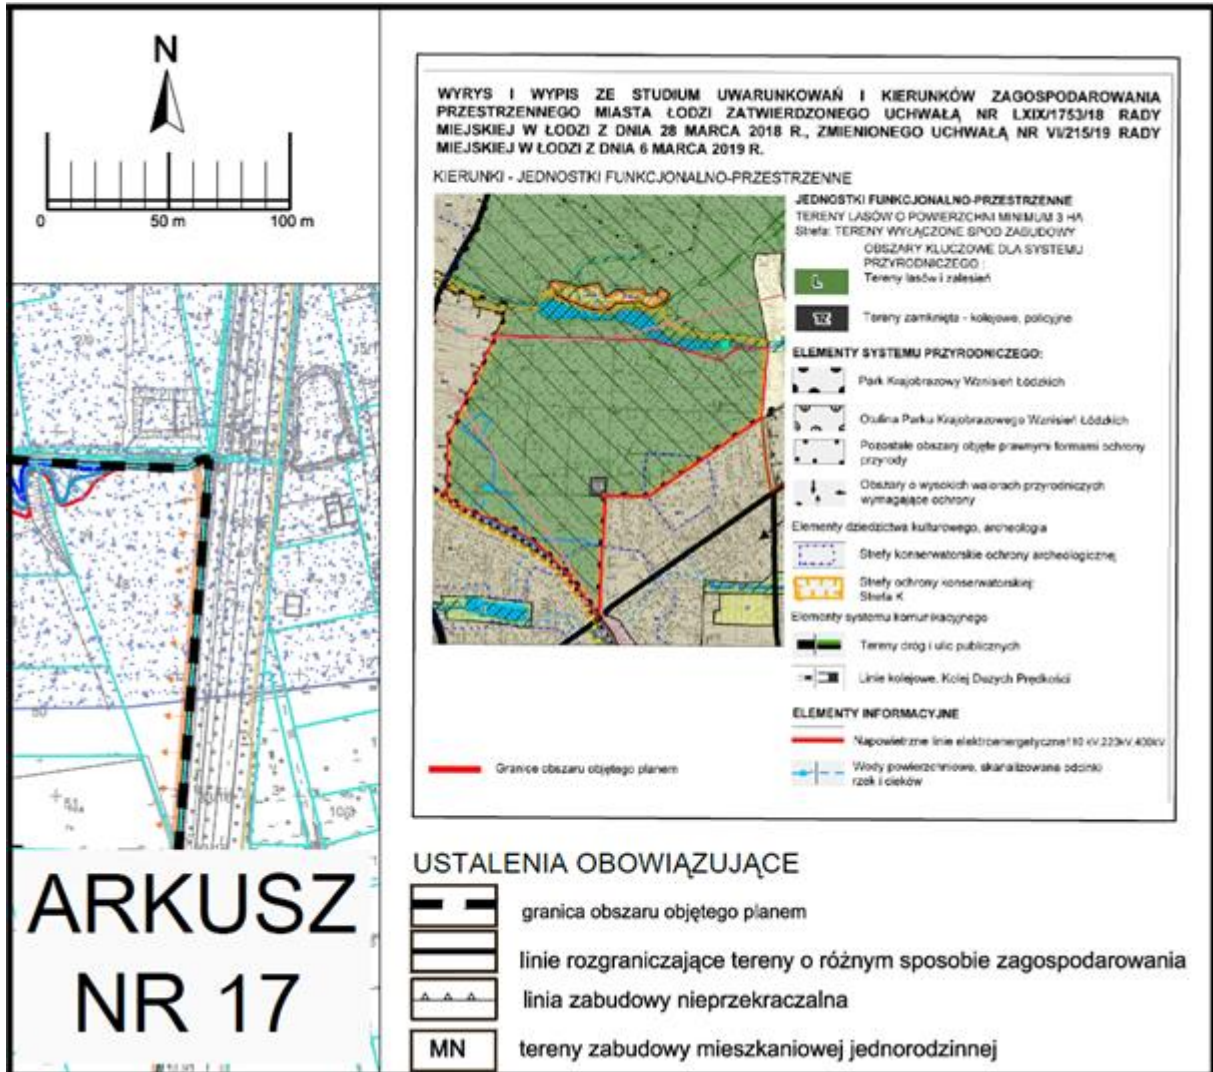 N
0
50 m
100 m
ARKUSZ
NR 17
WYRYS I WYPIS ZE STUDIUM UWARUNKOWAŃ I KIERUNKÓW ZAGOSPODAROWANIA
PRZESTRZENNEGO MIASTA ŁODZI ZATWIERDZONEGO UCHWAŁĄ NR LXIX/1753/18 RADY
MIEJSKIEJ W ŁODZI Z DNIA 28 MARCA 2018 R., ZMIENIONEGO UCHWAŁĄ NR VI/215/19 RADY
MIEJSKIEJ W ŁODZI Z DNIA 6 MARCA 2019 R.
KIERUNKI - JEDNOSTKI FUNKCJONALNO-PRZESTRZENNE
JEDNOSTKI FUNKCJONALNO-PRZESTRZENNE
TERENY LASÓW O POWIERZCHNI MINIMUM 3 HA
Strefa: TERENY WYŁĄCZONE SPOD ZABUDOWY
OBSZARY KLUCZOWE DLA SYSTEMU
PRZYRODNICZEGO :
L Tereny lasów i zalesień
TZ Tereny zamknięte - kolejowe, policyjne
ELEMENTY SYSTEMU PRZYRODNICZEGO:
Park Krajobrazowy Wzniesień Łódzkich
Otulina Parku Krajobrazowego Wzniesień Łódzkich
Pozostałe obszary objęte prawnymi formami ochrony
przyrody
Obszary o wysokich walorach przyrodniczych
wymagające ochrony
Elementy dziedzictwa kulturowego, archeologia
Strefy konserwatorskie ochrony archeologicznej
Strefy ochrony konserwatorskiej:
Strefa K
Elementy systemu komunikacyjnego
Tereny dróg i ulic publicznych
Linie kolejowe, Kolej Dużych Prędkości
ELEMENTY INFORMACYJNE
Napowietrzne linie elektroenergetyczne110 kV,220kV,400kV
Wody powierzchniowe, skanalizowane odcinki
rzek i cieków
Granice obszaru objętego planem
USTALENIA OBOWIĄZUJĄCE
granica obszaru objętego planem
linie rozgraniczające tereny o różnym sposobie zagospodarowania
linia zabudowy nieprzekraczalna
MN tereny zabudowy mieszkaniowej jednorodzinnej